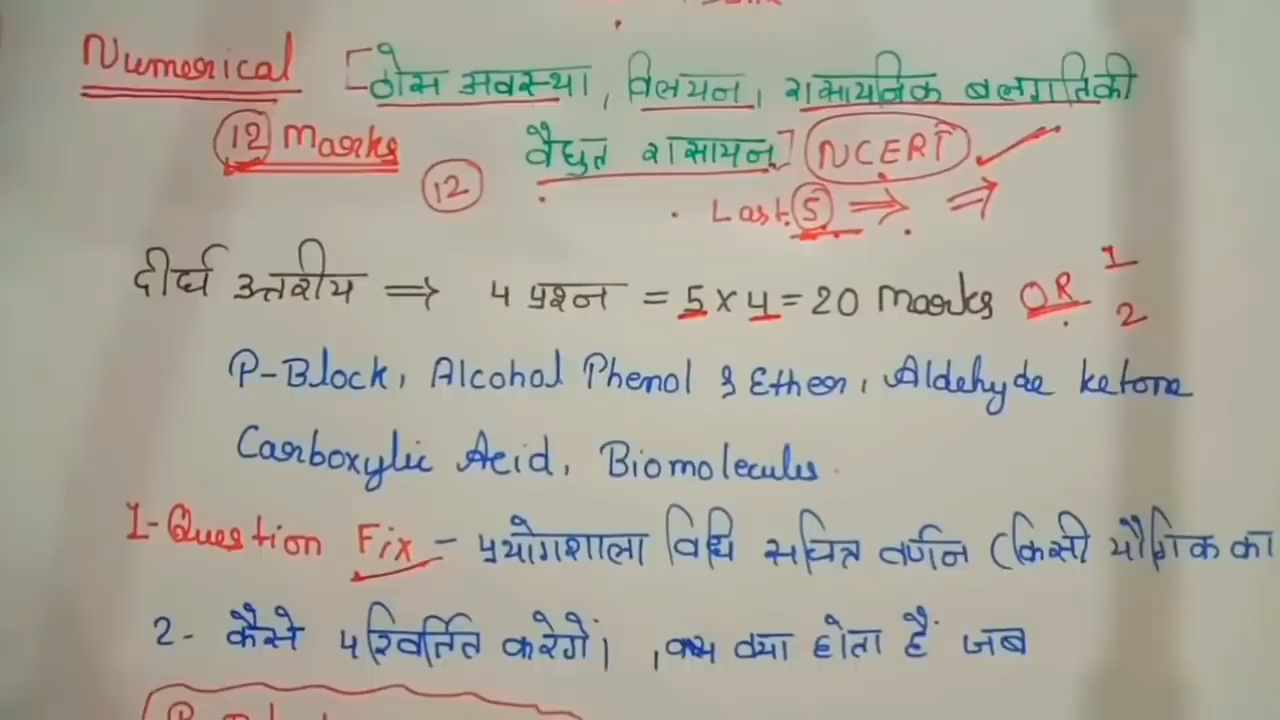 Numerical [ठोस अवस्था, विलयन, रासायनिक बलगतिकी
12 Marks वैद्युत रासायन] NCERT
12 Last 5 ⇒ ⇒
दीर्घ उत्तरीय ⇒ 4 प्रश्न = 5 x 4 = 20 marks OR 1
2
P-Block, Alcohol Phenol & Ether, Aldehyde ketone
Carboxylic Acid, Biomolecules
1-Question Fix - प्रयोगशाला विधि सचित्र वर्णन (किसी यौगिक का
2- कैसे परिवर्तित करेगें। , क्या होता हैं जब